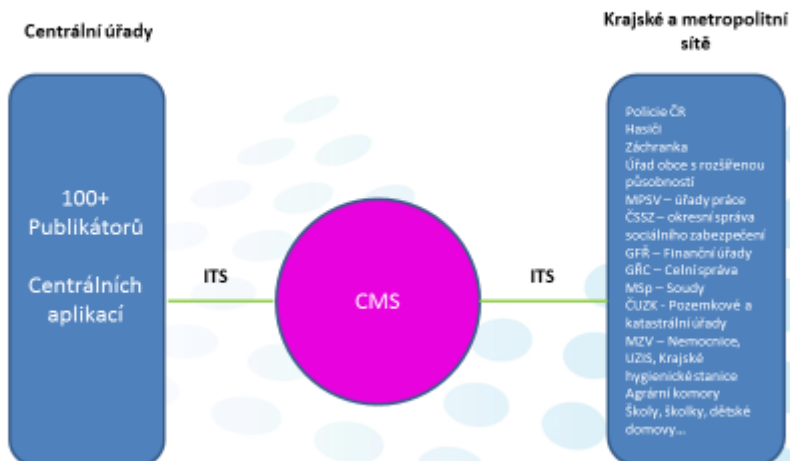 Centrální úřady
Krajské a metropolitní
sítě
100+
Publikátorů
Centrálních
aplikací
ITS
CMS
ITS
Policie ČR
Hasiči
Záchranka
Úřad obce s rozšířenou
působností
MPSV – úřady práce
ČSSZ – okresní správa
sociálního zabezpečení
GFŘ – Finanční úřady
GŘC – Celní správa
MSp – Soudy
ČUZK - Pozemkové a
katastrální úřady
MZV – Nemocnice,
UZIS, Krajské
hygienické stanice
Agrární komory
Školy, školky, dětské
domovy...